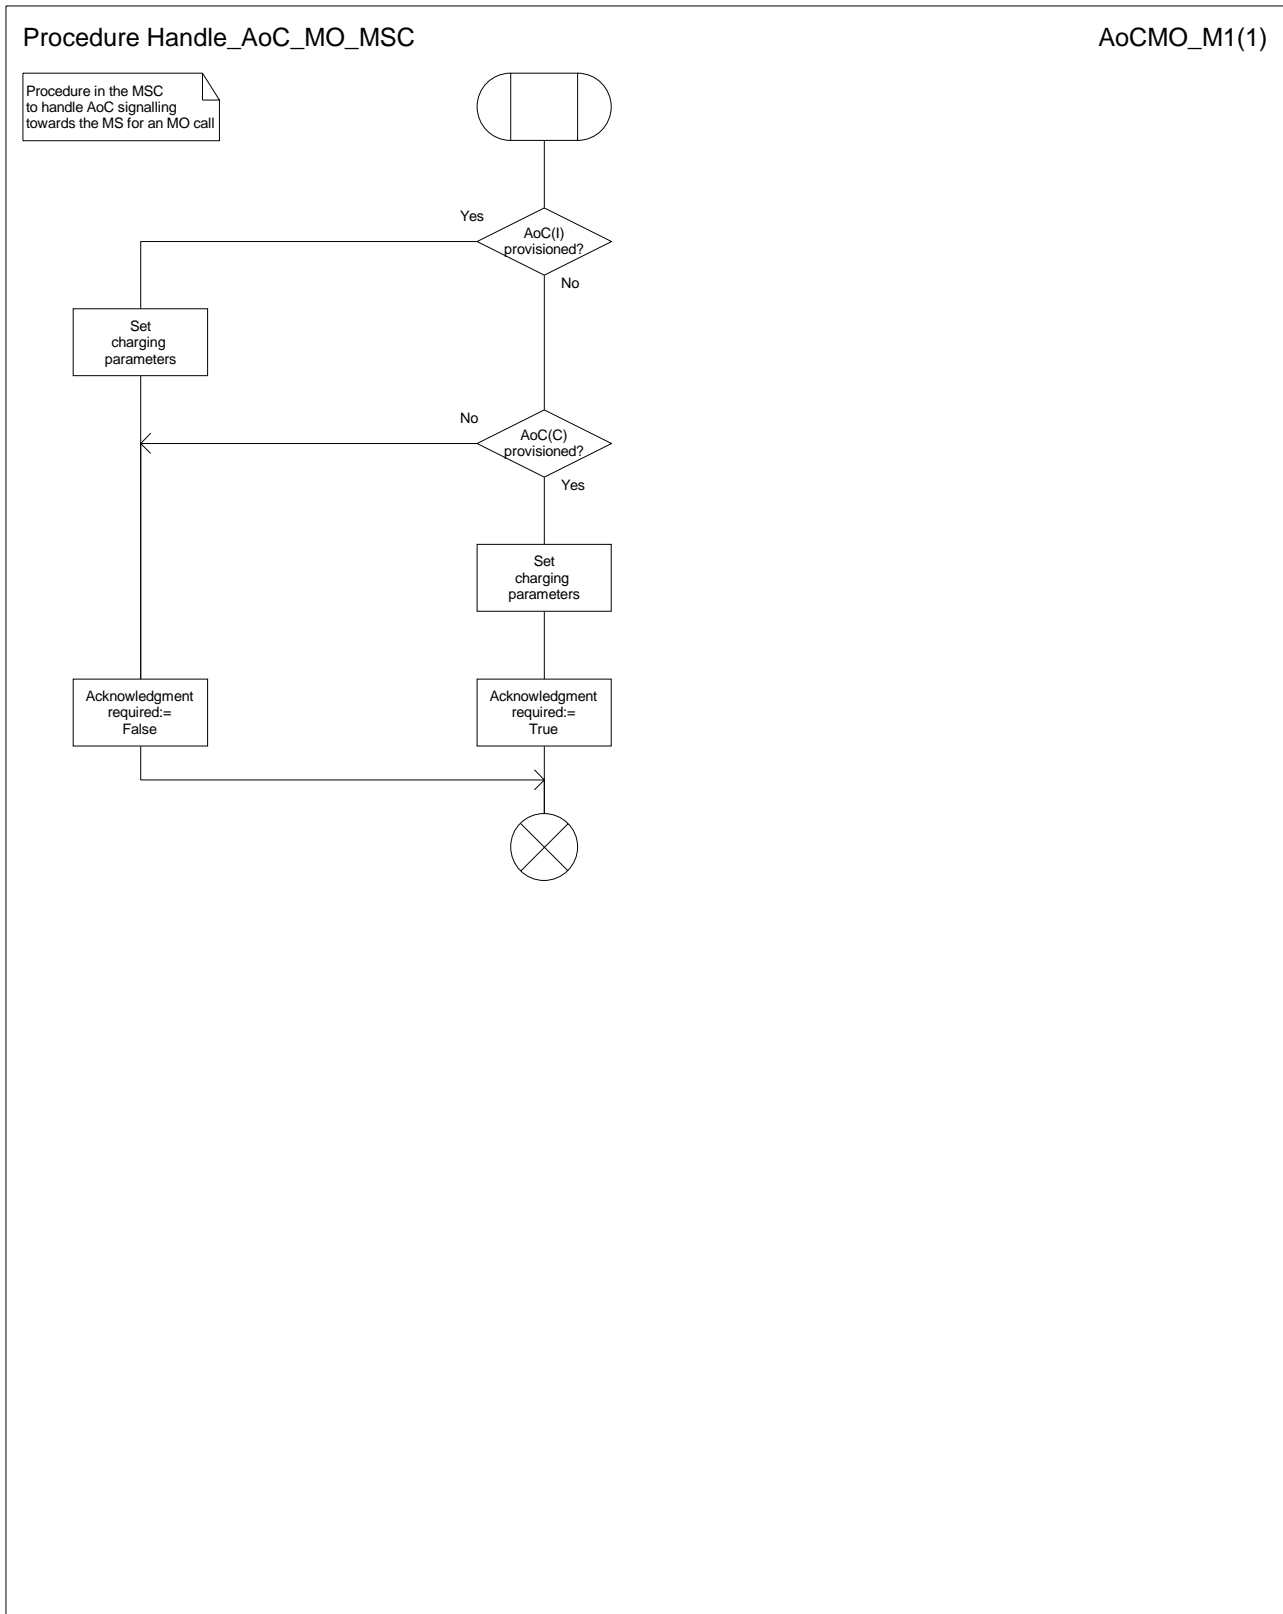 Procedure Handle_AoC_MO_MSC
AoCMO_M1(1)
Procedure in the MSC
to handle AoC signalling
towards the MS for an MO call
Yes
AoC(I)
provisioned?
No
Set
charging
parameters
No
AoC(C)
provisioned?
Yes
Set
charging
parameters
Acknowledgment
required:=
False
Acknowledgment
required:=
True